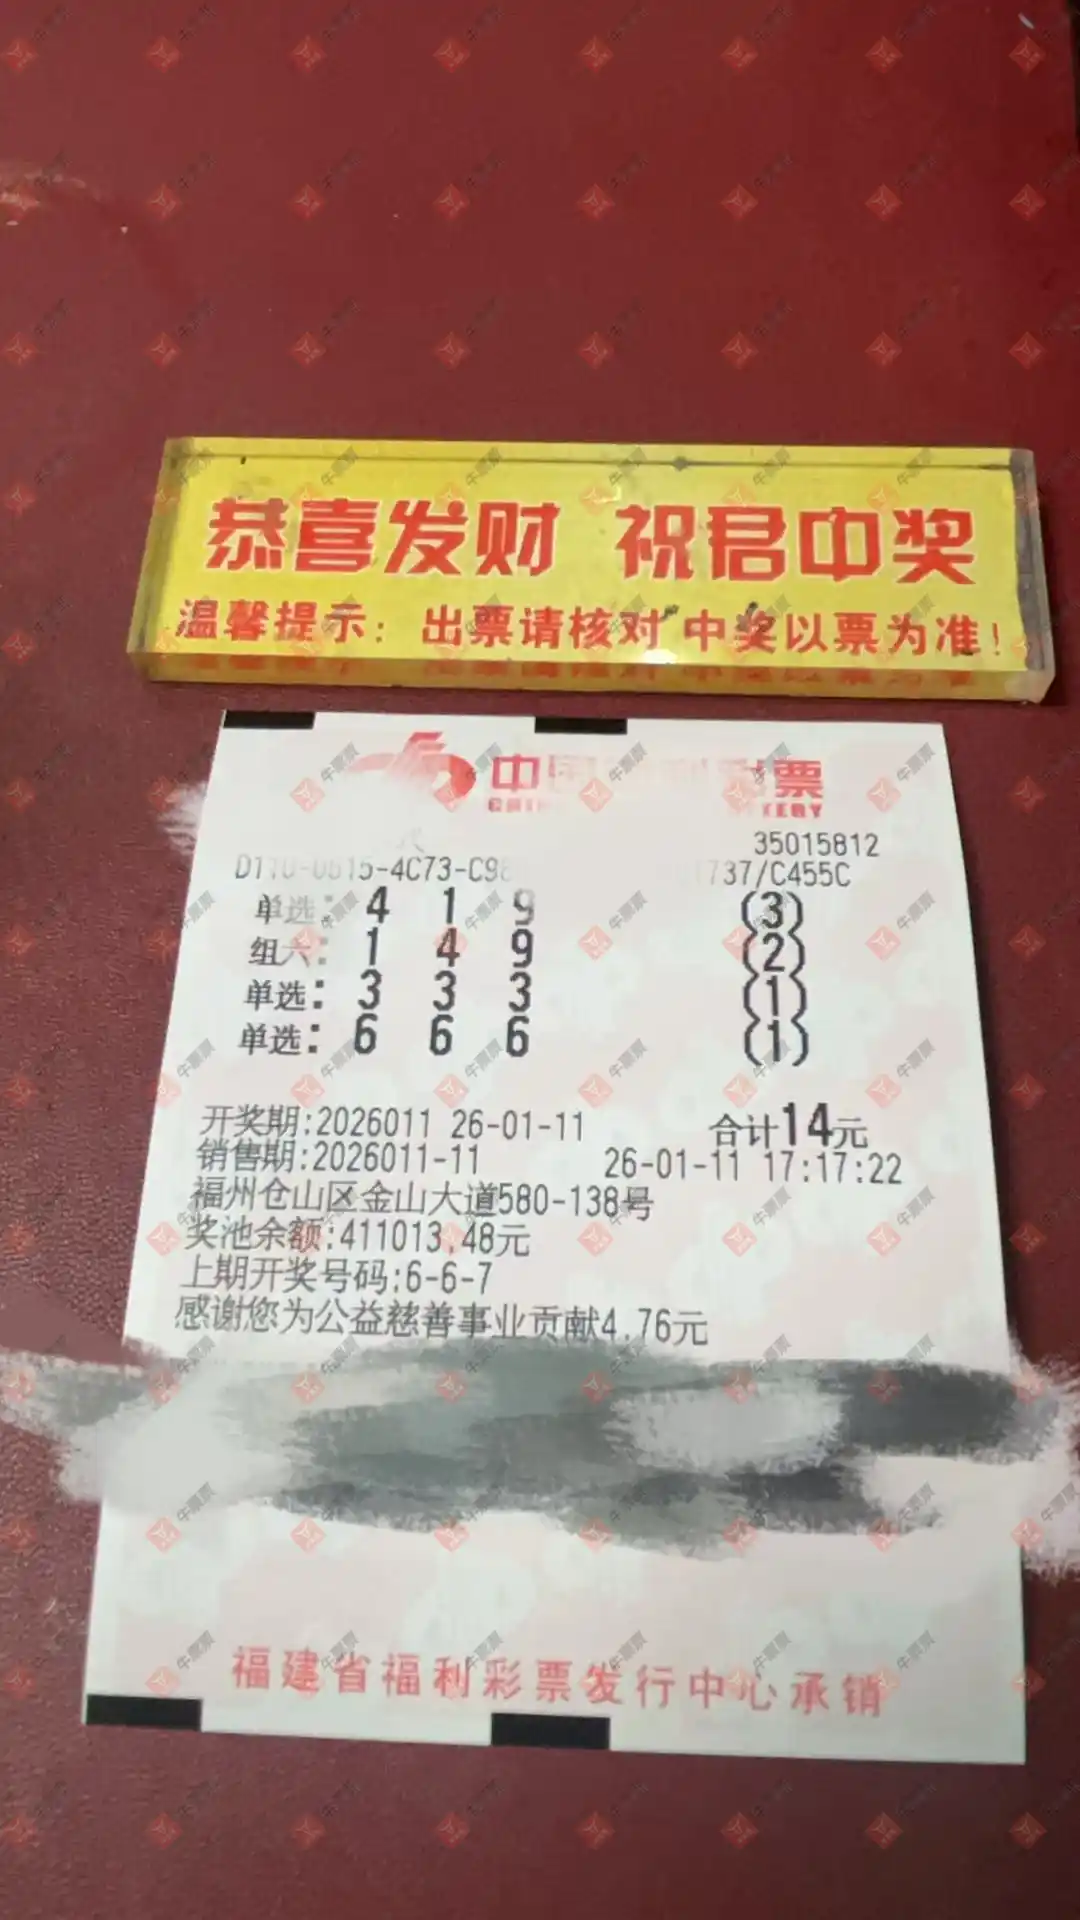 恭喜发财 祝君中奖
温馨提示：出票请核对 中奖以票为准！
35015812
D110-0615-4C73-C98 1737/C455C
单选: 4 1 9 (3)
组六: 1 4 9 (2)
单选: 3 3 3 (1)
单选: 6 6 6 (1)
开奖期:2026011 26-01-11 合计14元
销售期:2026011-11 26-01-11 17:17:22
福州仓山区金山大道580-138号
奖池余额:411013.48元
上期开奖号码:6-6-7
感谢您为公益慈善事业贡献4.76元
福建省福利彩票发行中心承销
牛票票